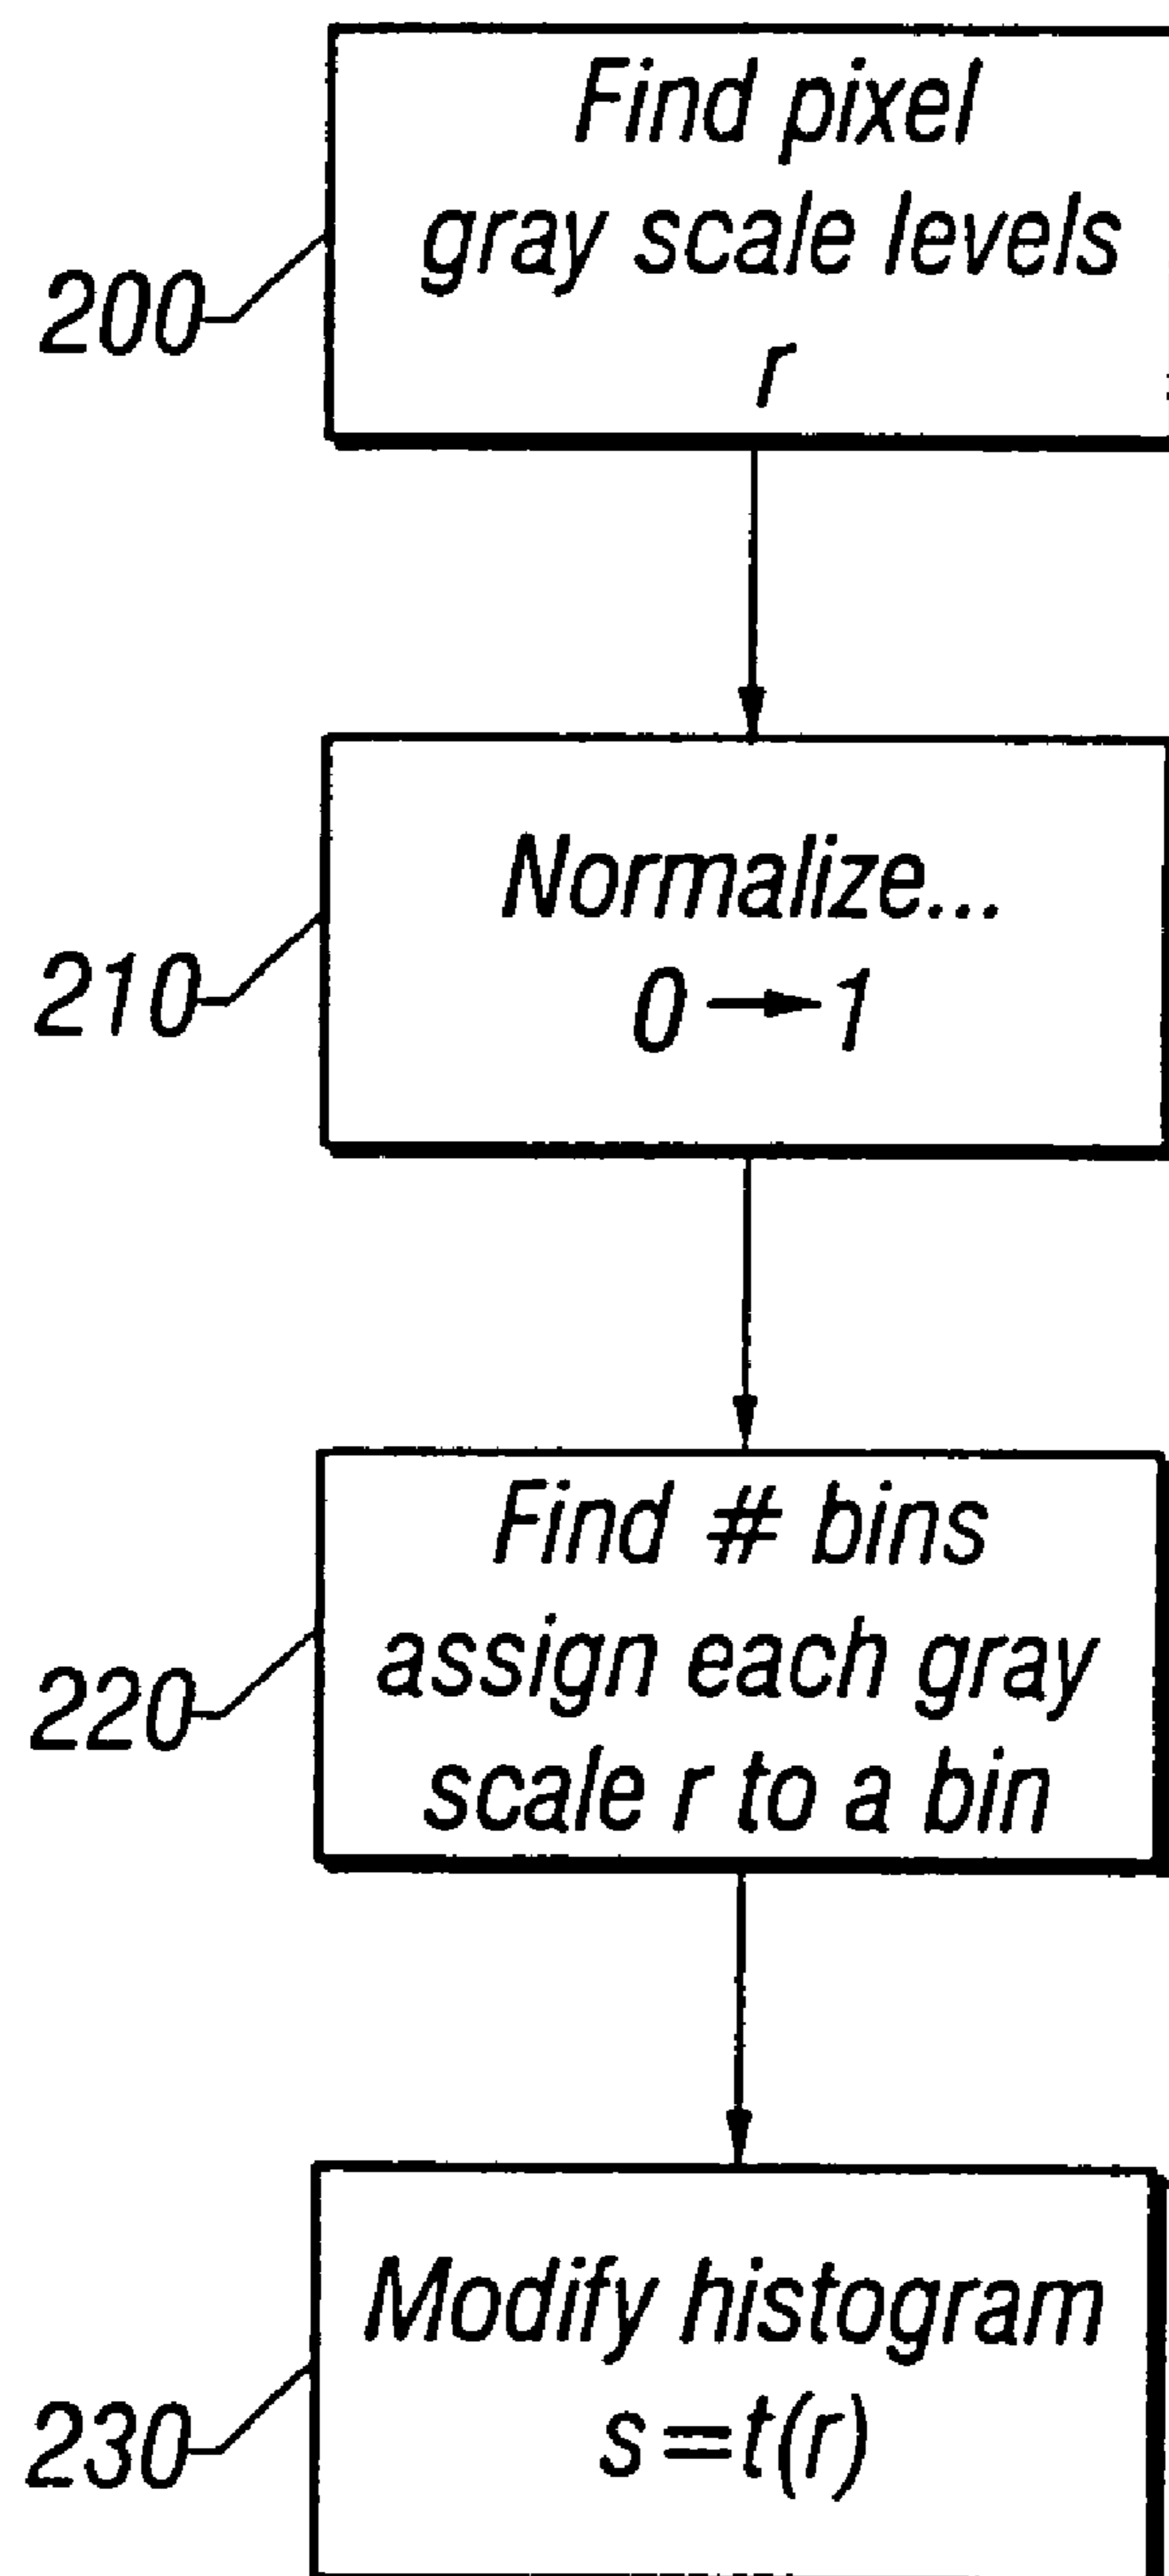 Find pixel
gray scale levels
r
200
Normalize...
0→1
210
Find # bins
assign each gray
scale r to a bin
220
Modify histogram
s=t(r)
230